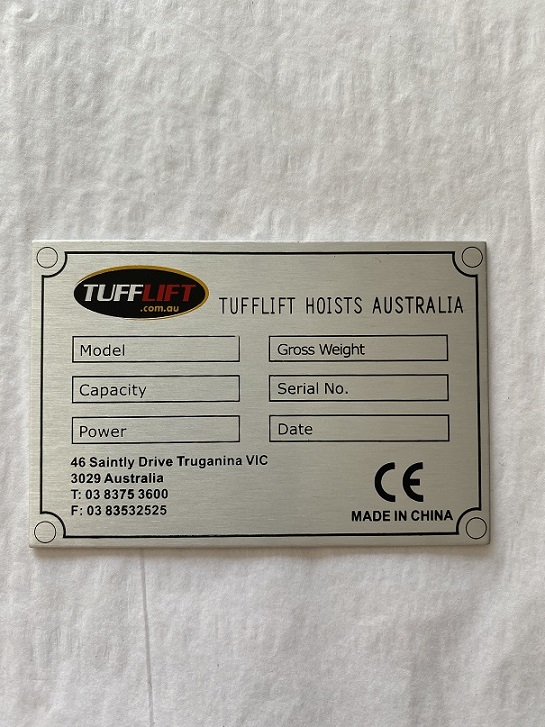 TUFFLIFT
.com.au
TUFFLIFT HOISTS AUSTRALIA
Model
Gross Weight
Capacity
Serial No.
Power
Date
46 Saintly Drive Truganina VIC
3029 Australia
T: 03 8375 3600
F: 03 83532525
CE
MADE IN CHINA